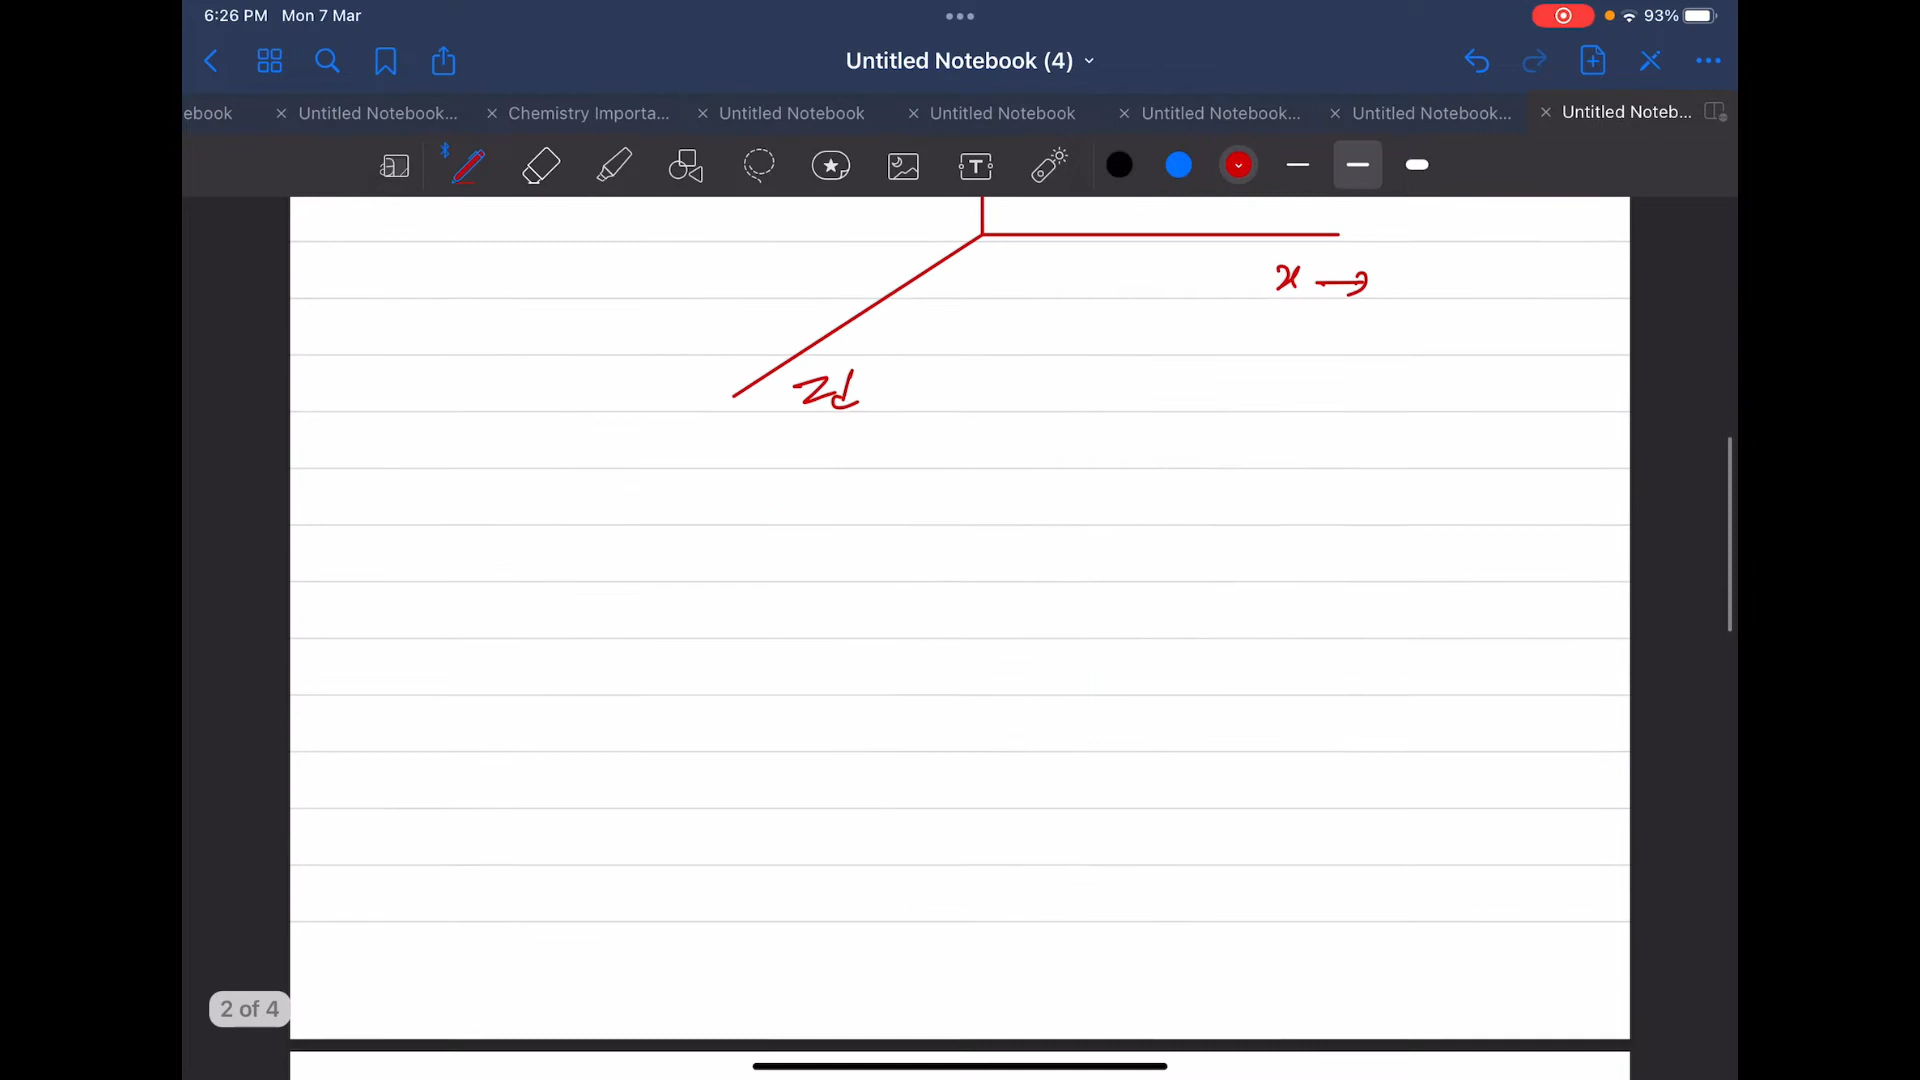 6:26 PM Mon 7 Mar 93%
Untitled Notebook (4)
ebook Untitled Notebook... Chemistry Importa... Untitled Notebook Untitled Notebook Untitled Notebook... Untitled Notebook... Untitled Noteb...
x →
z
2 of 4